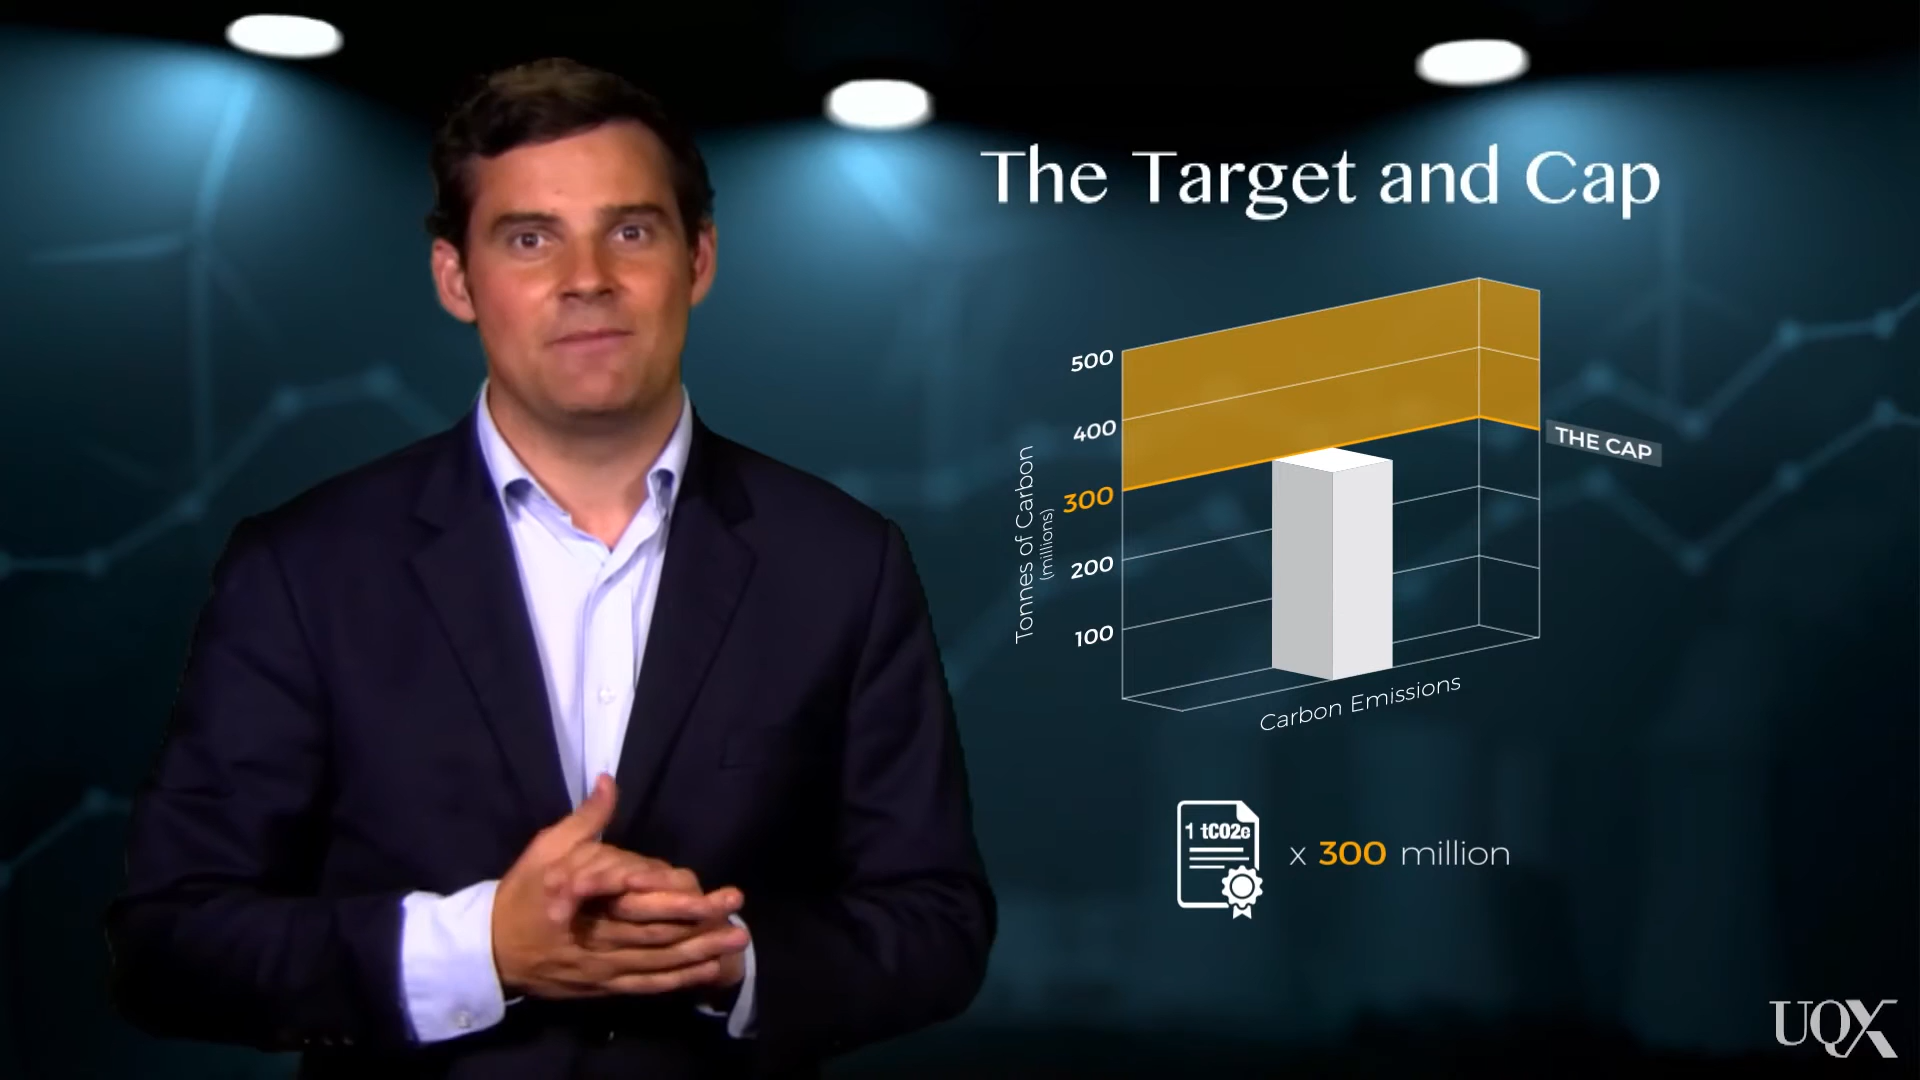 The Target and Cap
500
400
300
200
100
Tonnes of Carbon
(millions)
THE CAP
Carbon Emissions
1 tCO2e
x 300 million
UQX